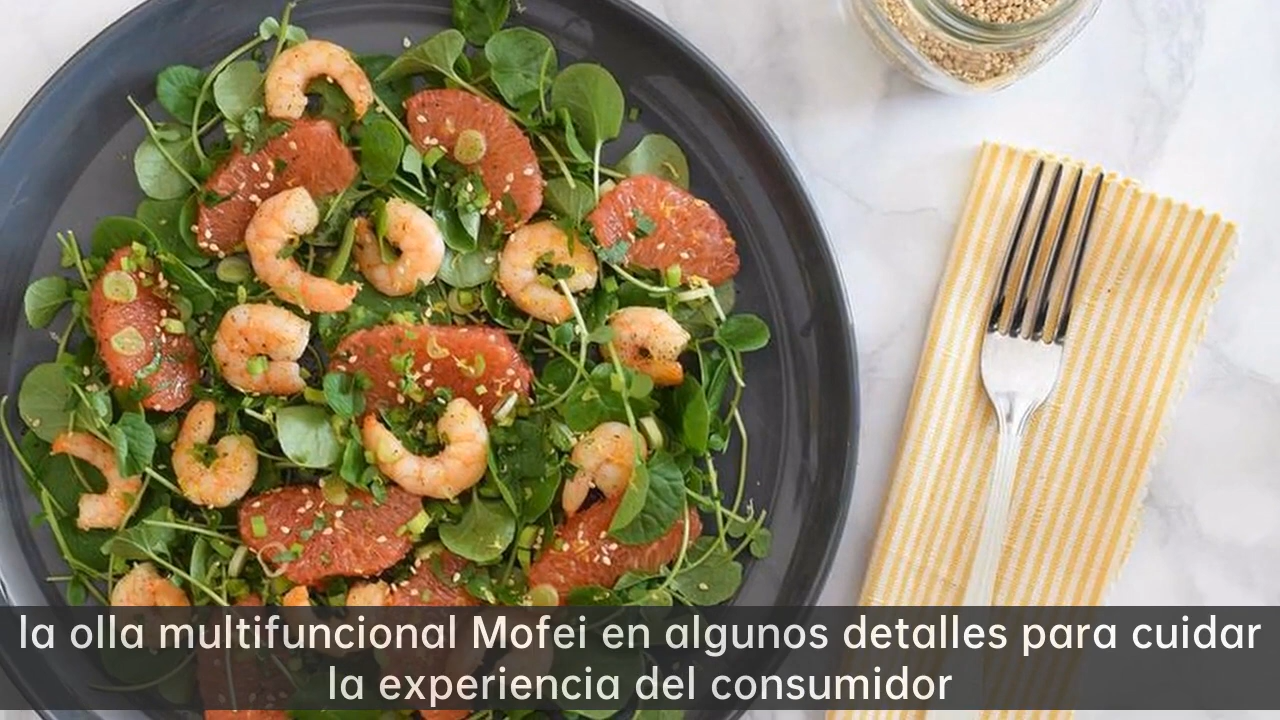 la olla multifuncional Mofei en algunos detalles para cuidar
la experiencia del consumidor